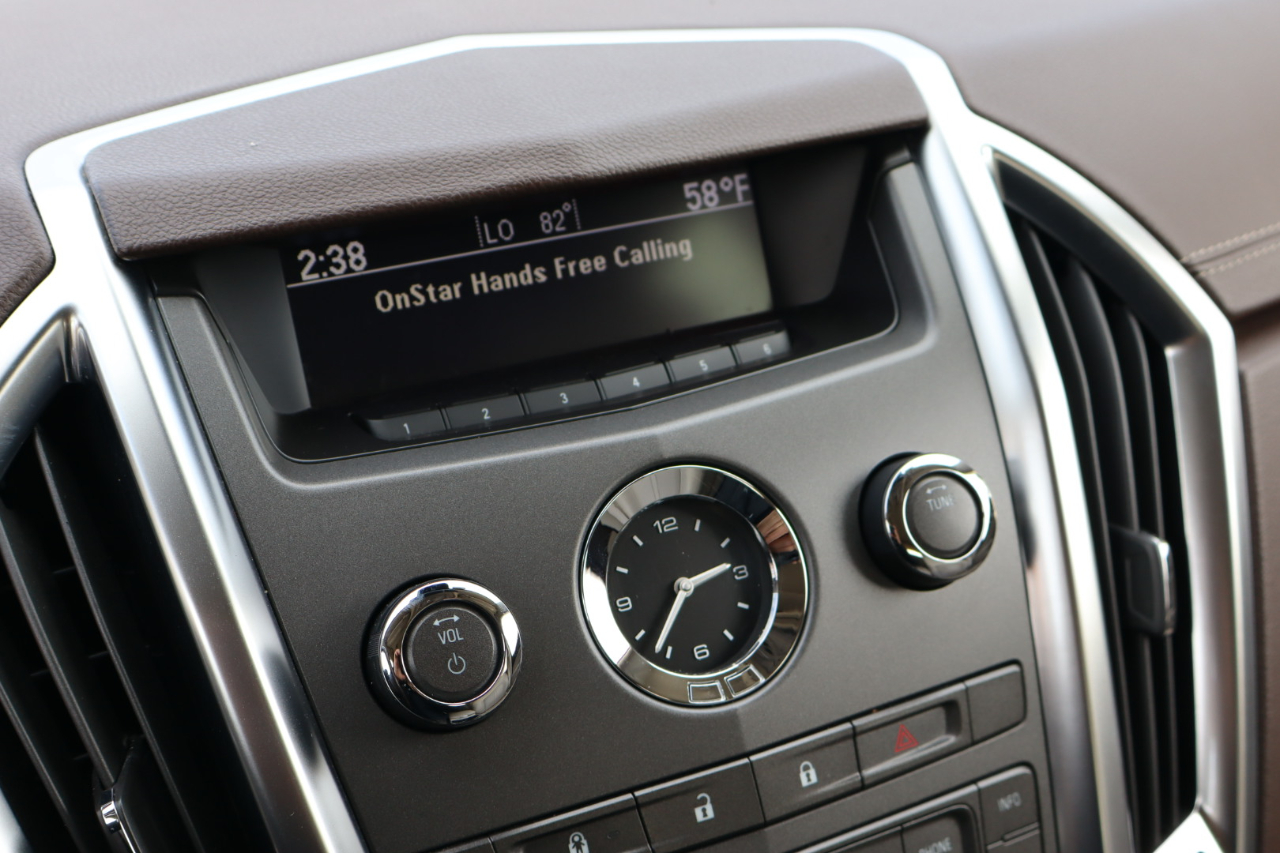 2:38 LO 82° 58°F
OnStar Hands Free Calling
1 2 3 4 5 6
12
3
6
9
VOL
TUNE
INFO
PHONE